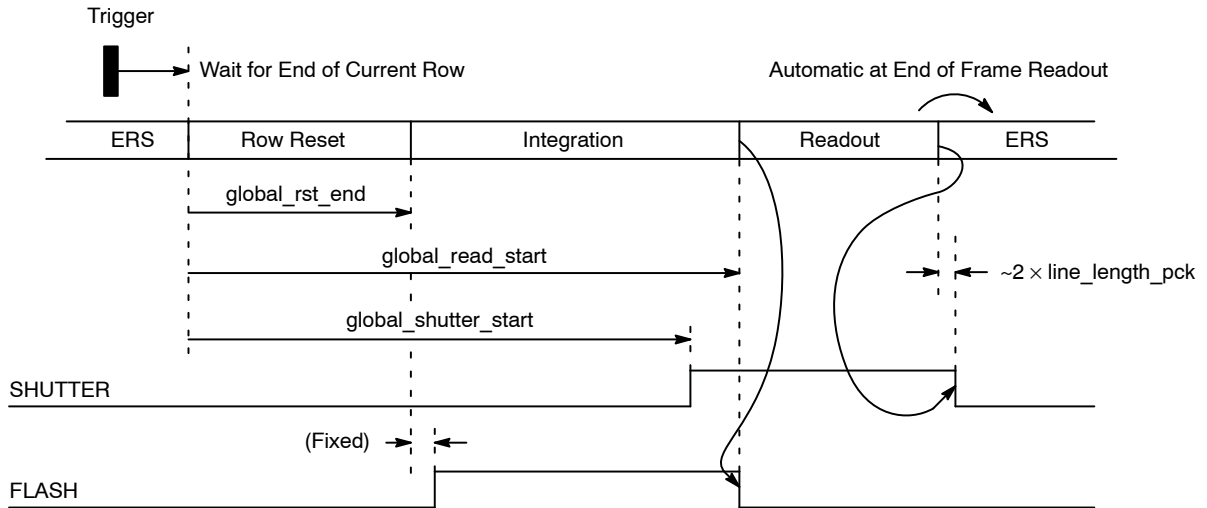 Trigger
Wait for End of Current Row
Automatic at End of Frame Readout
ERS
Row Reset
Integration
Readout
ERS
global_rst_end
global_read_start
~2 × line_length_pck
global_shutter_start
SHUTTER
(Fixed)
FLASH